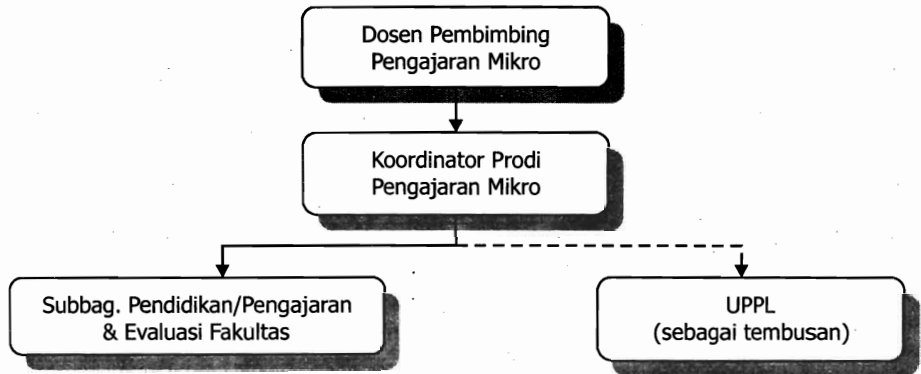 Dosen Pembimbing
Pengajaran Mikro
Koordinator Prodi
Pengajaran Mikro
Subbag. Pendidikan/Pengajaran
& Evaluasi Fakultas
UPPL
(sebagai tembusan)